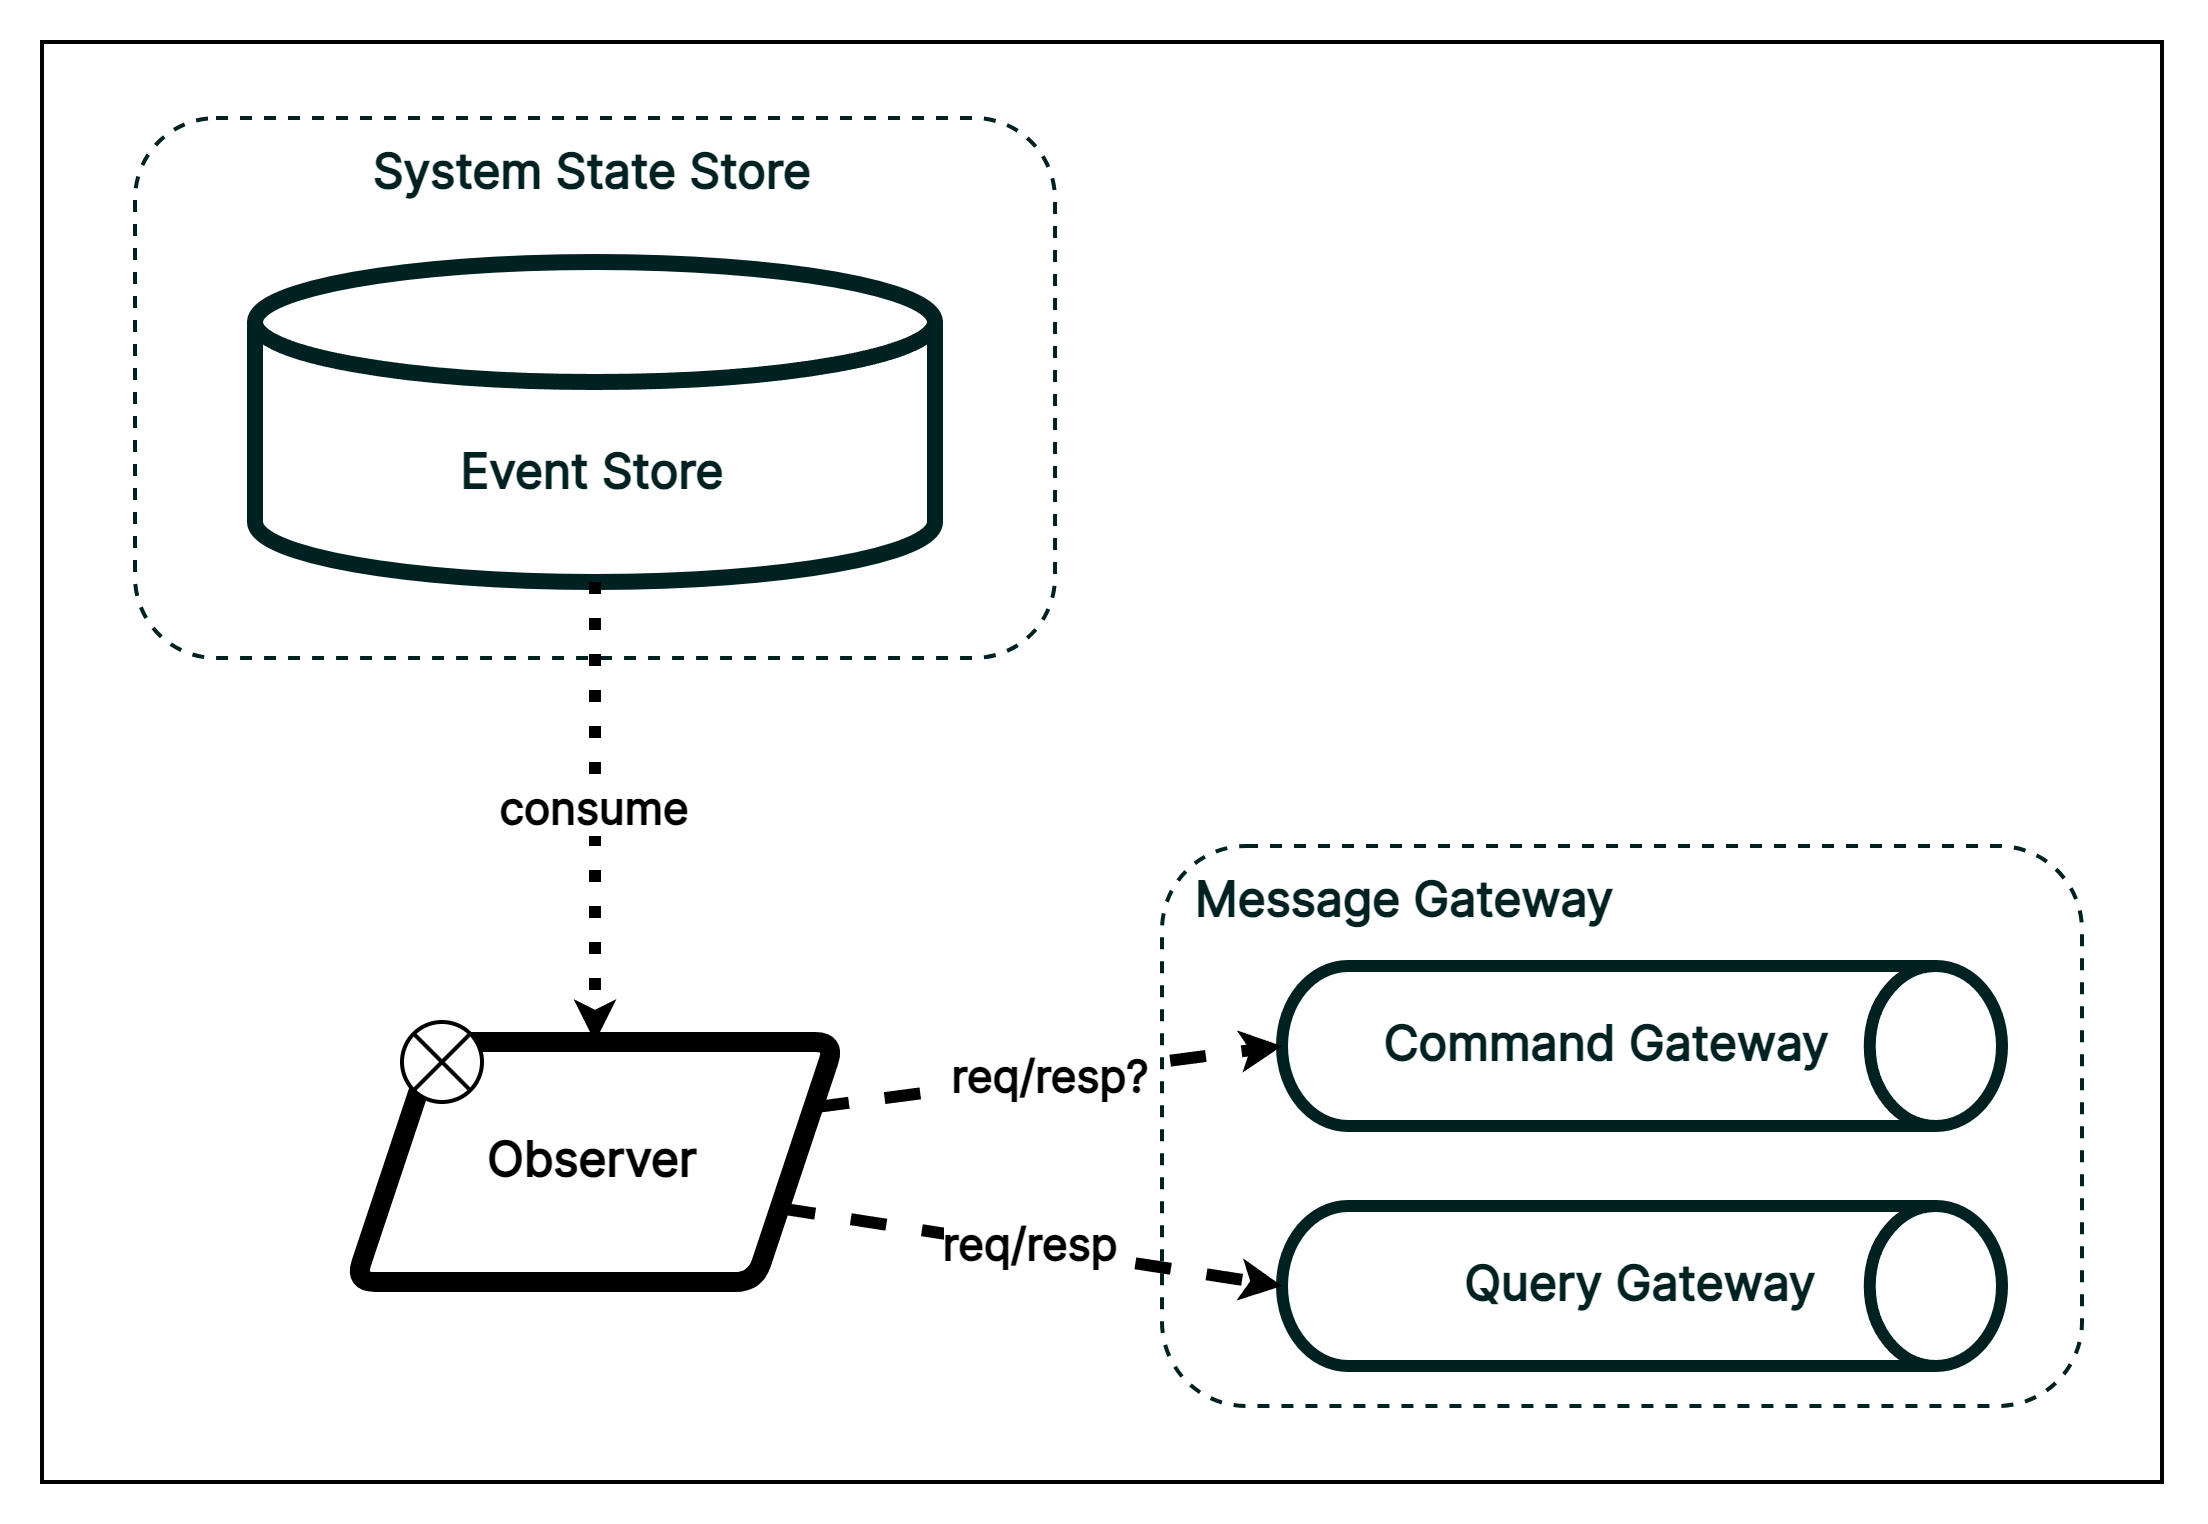 System State Store
Event Store
consume
Message Gateway
Command Gateway
req/resp?
Observer
req/resp
Query Gateway